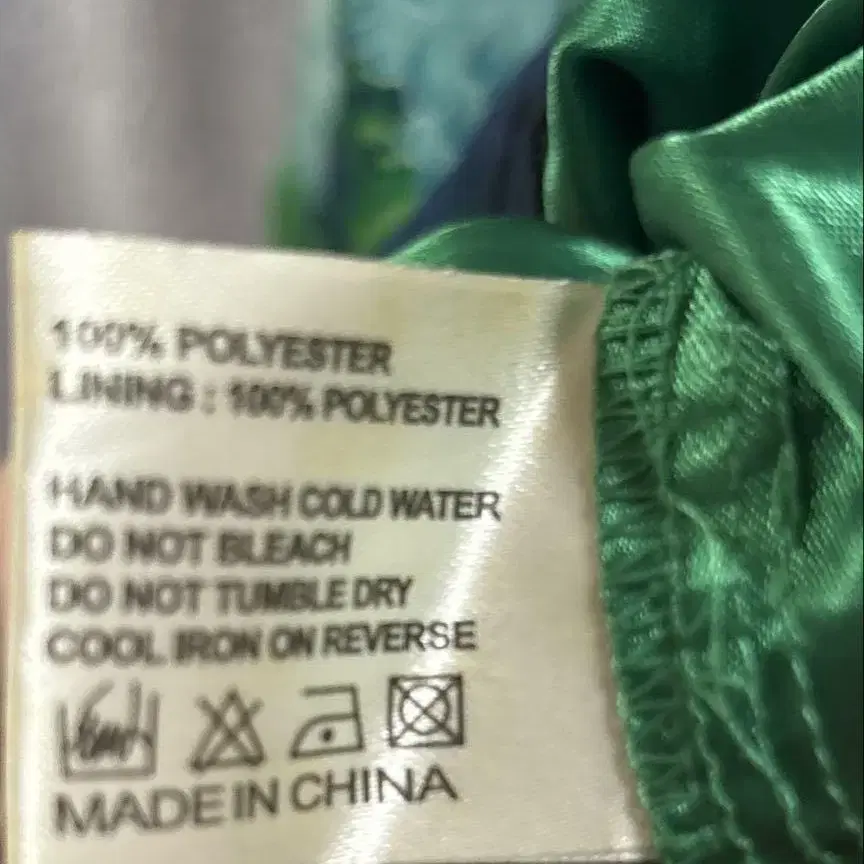 100% POLYESTER
LINING : 100% POLYESTER
HAND WASH COLD WATER
DO NOT BLEACH
DO NOT TUMBLE DRY
COOL IRON ON REVERSE
MADE IN CHINA